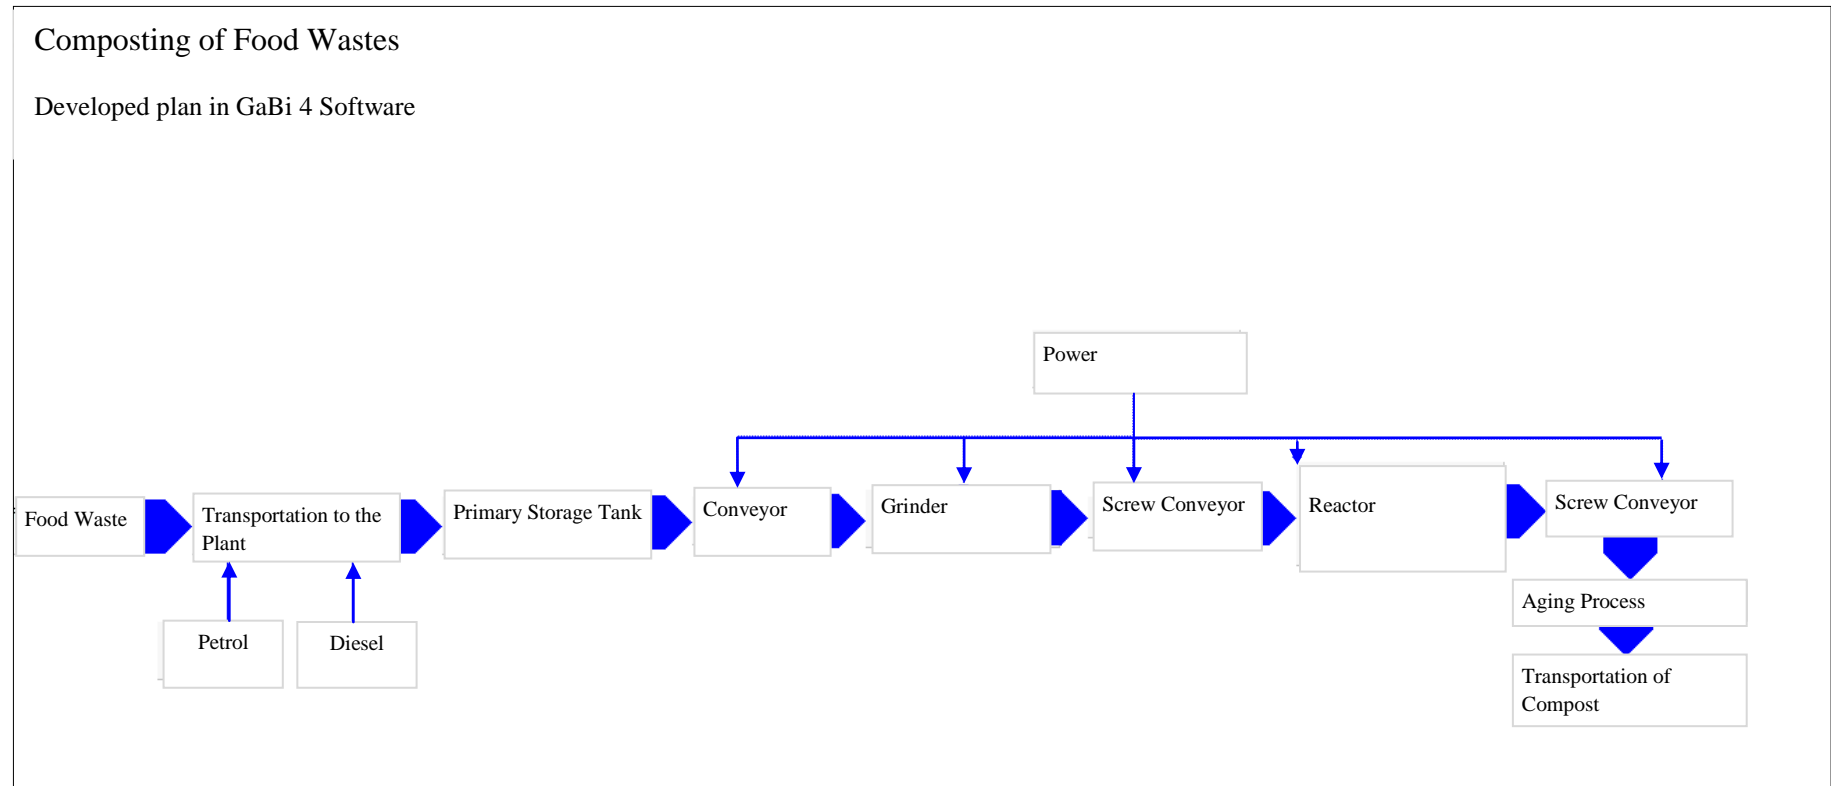 Composting of Food Wastes
Developed plan in GaBi 4 Software
Power
Food Waste
Transportation to the
Plant
Primary Storage Tank
Conveyor
Grinder
Screw Conveyor
Reactor
Screw Conveyor
Petrol
Diesel
Aging Process
Transportation of
Compost